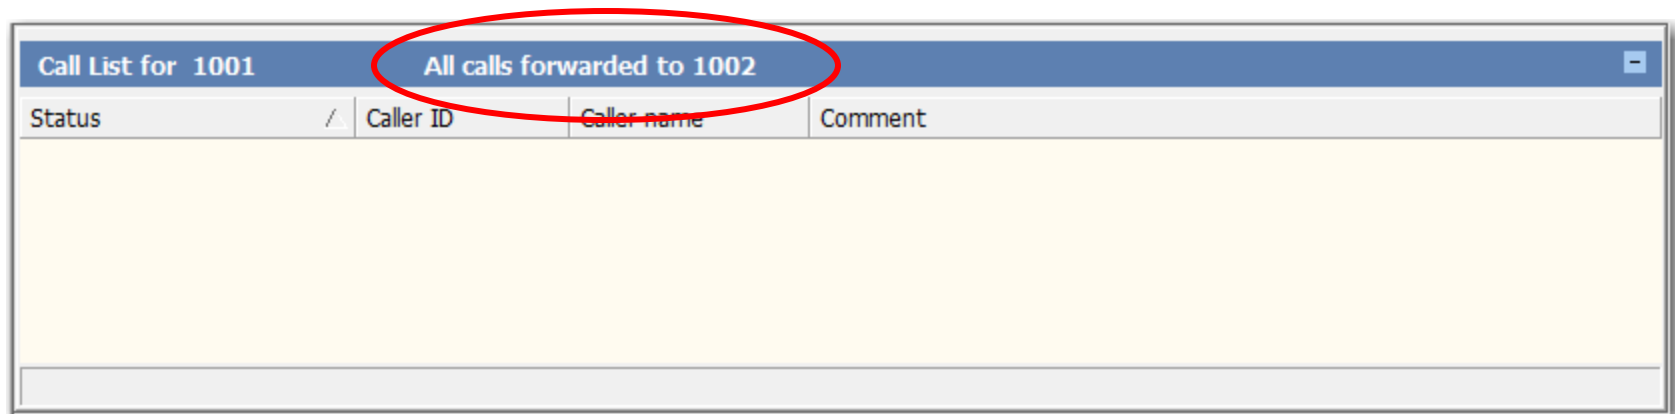 Call List for 1001 All calls forwarded to 1002
Status Caller ID Caller name Comment